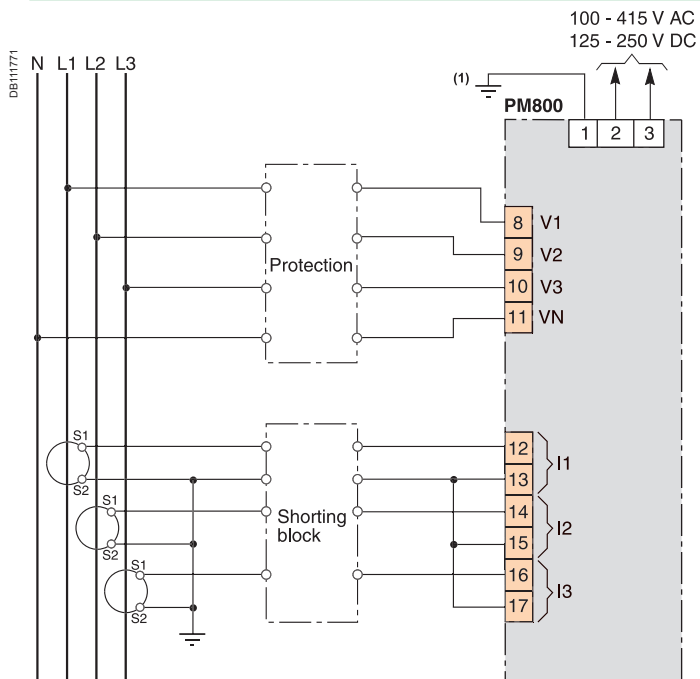 100 - 415 V AC
125 - 250 V DC
DB111771
N L1 L2 L3
(1)
PM800
1 2 3
8 V1
9 V2
Protection
10 V3
11 VN
S1
12
I1
S2
13
S1
14
Shorting
block
I2
S2
15
S1
16
I3
S2
17